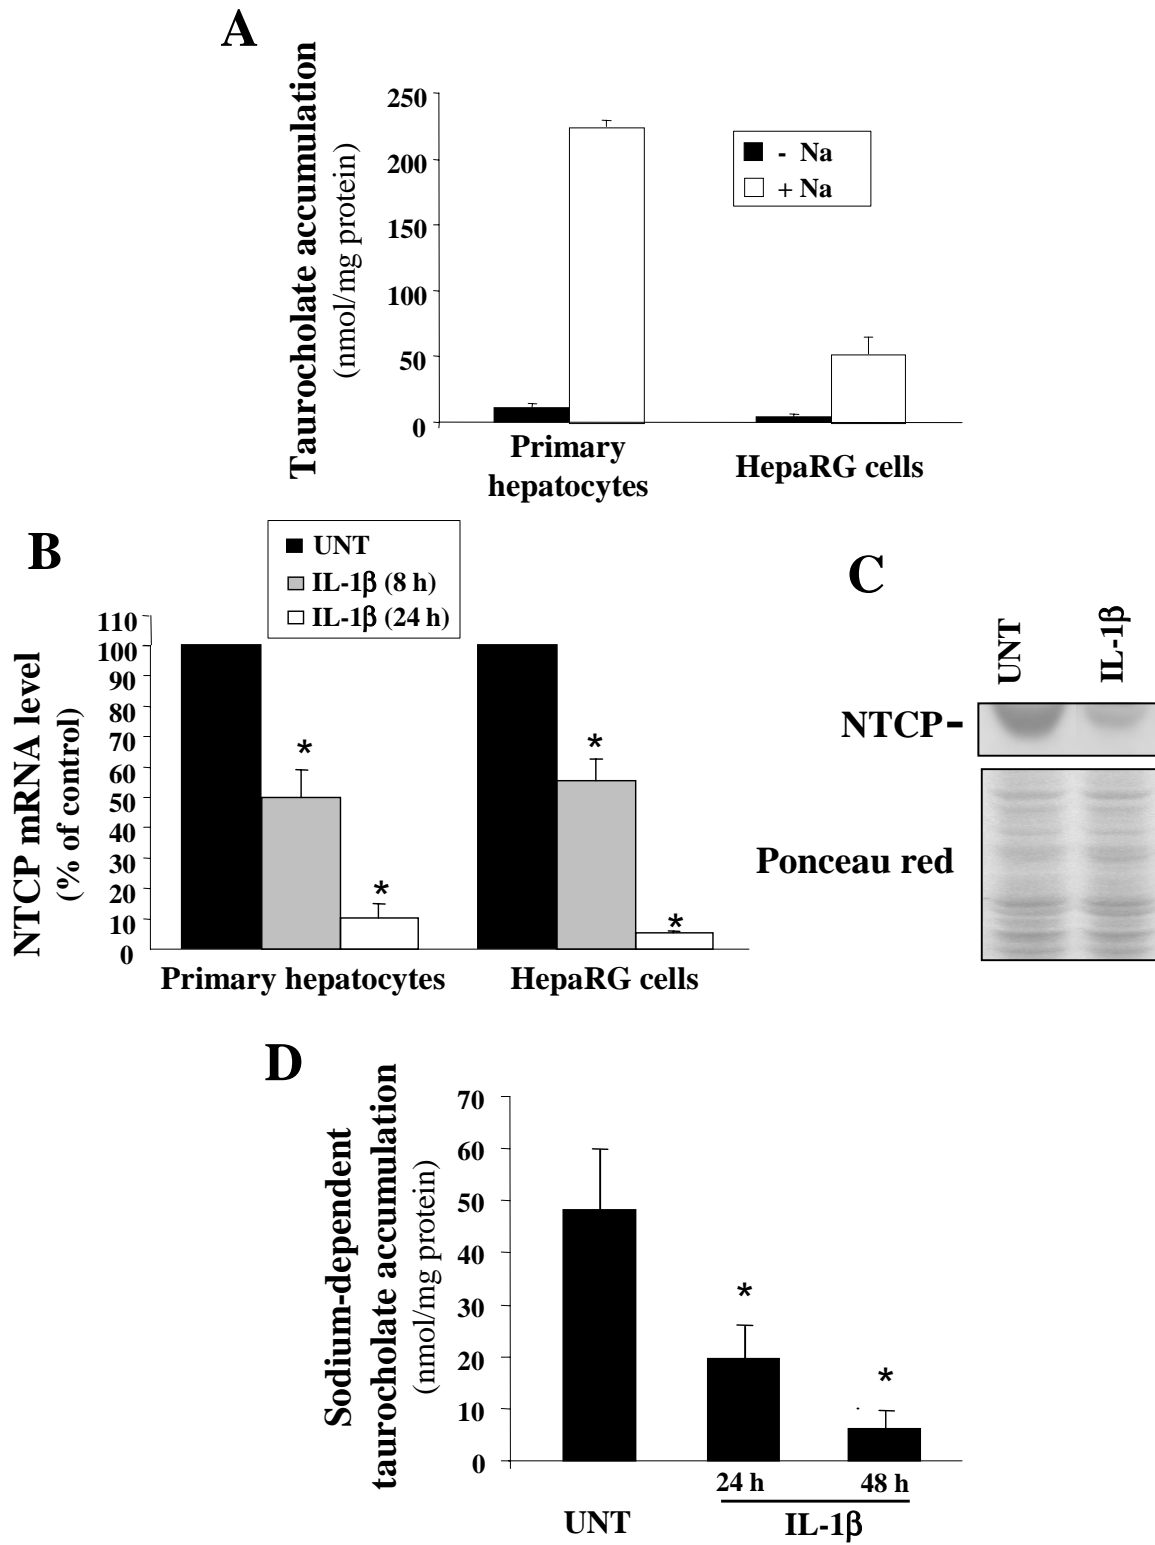 A
Taurocholate accumulation
(nmol/mg protein)
250
200
150
100
50
0
- Na
+ Na
Primary
hepatocytes
HepaRG cells
B
UNT
IL-1β (8 h)
IL-1β (24 h)
NTCP mRNA level
(% of control)
110
100
90
80
70
60
50
40
30
20
10
0
*
*
*
*
Primary hepatocytes
HepaRG cells
C
UNT
IL-1β
NTCP-
Ponceau red
D
Sodium-dependent
taurocholate accumulation
(nmol/mg protein)
70
60
50
40
30
20
10
0
*
*
24 h
48 h
UNT
IL-1β